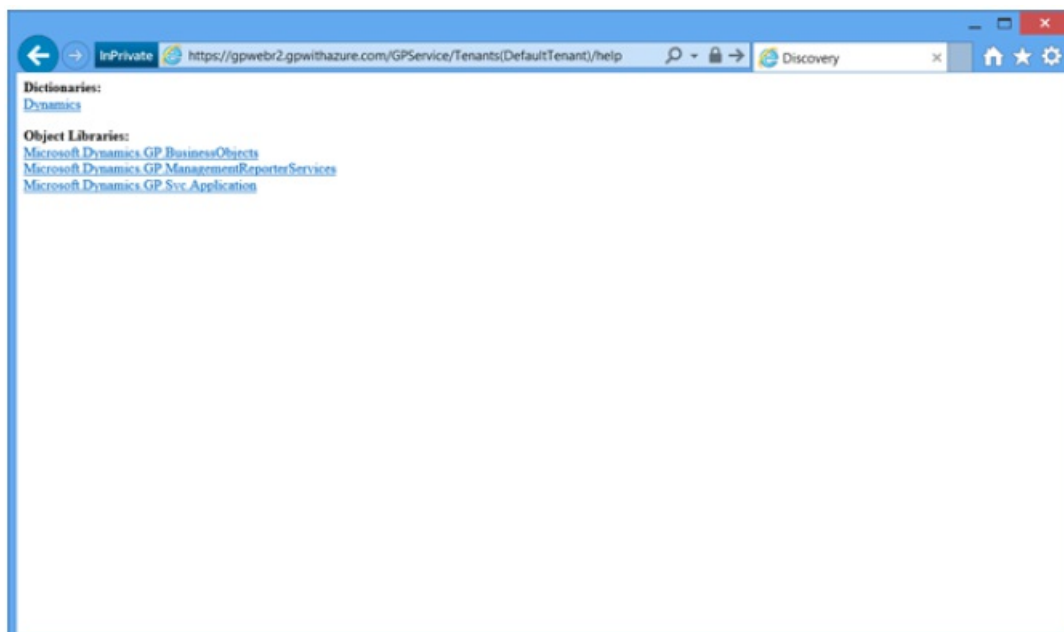 InPrivate https://gpwebr2.gpwithazure.com/GPService/Tenants(DefaultTenant)/help Discovery
Dictionaries:
Dynamics
Object Libraries:
Microsoft.Dynamics.GP.BusinessObjects
Microsoft.Dynamics.GP.ManagementReporterServices
Microsoft.Dynamics.GP.Svc.Application